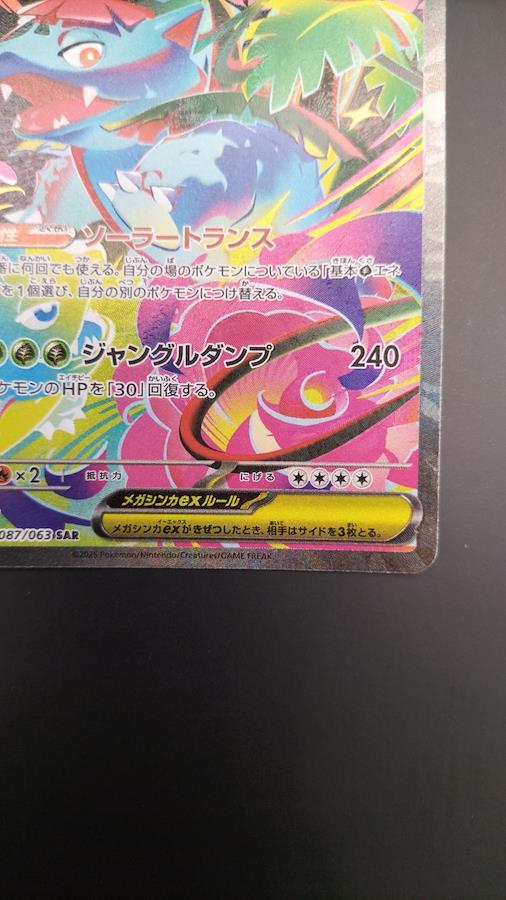 性 とくせい ソーラートランス
番に何回でも使える。自分の場のポケモンについている「基本 エネ
を1個選び、自分の別のポケモンにつけ替える。
ジャングルダンプ 240
ケモンのHPを「30」回復する。
×2 抵抗力 にげる
メガシンカexルール
メガシンカexがきぜつしたとき、相手はサイドを3枚とる。
087/063 SAR
©2025 Pokémon/Nintendo/Creatures/GAME FREAK.